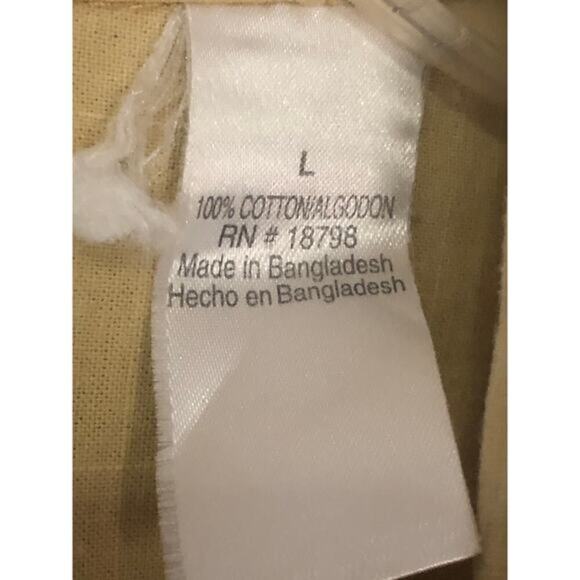 L
100% COTTON/ALGODON
RN # 18798
Made in Bangladesh
Hecho en Bangladesh